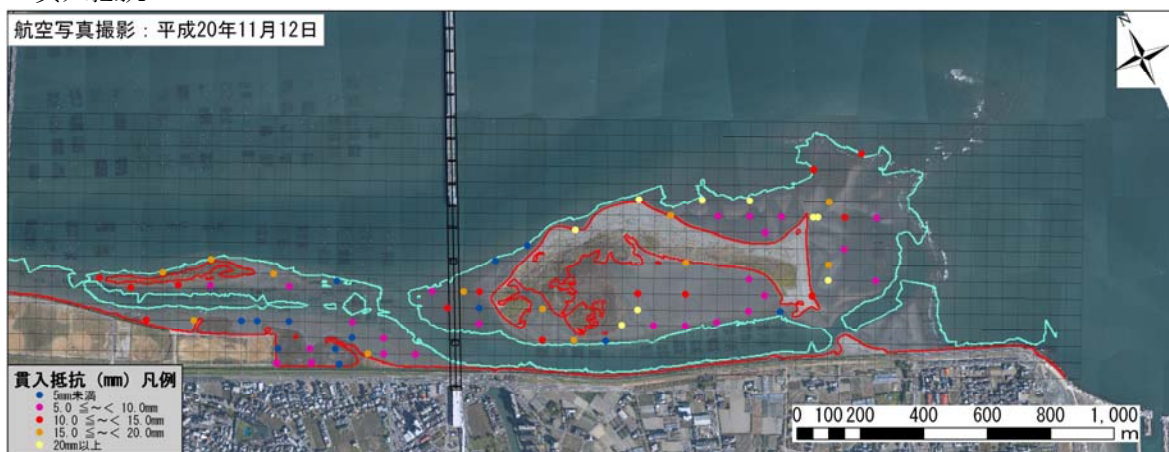 航空写真撮影：平成20年11月12日
N
貫入抵抗 (mm) 凡例
5mm未満
5.0 ≦～< 10.0mm
10.0 ≦～< 15.0mm
15.0 ≦～< 20.0mm
20mm以上
0 100 200 400 600 800 1,000
m